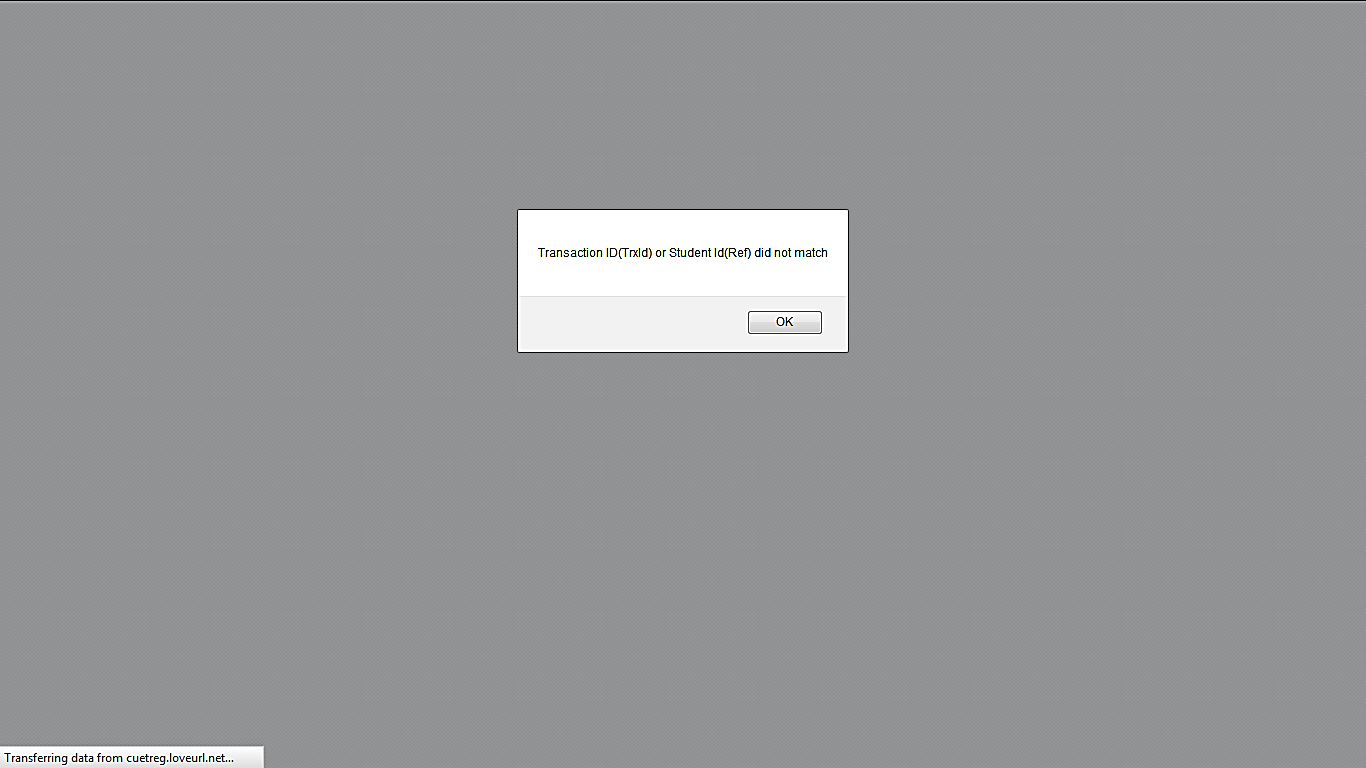 Transaction ID(TrxId) or Student Id(Ref) did not match
OK
Transferring data from cuetreg.loveurl.net...